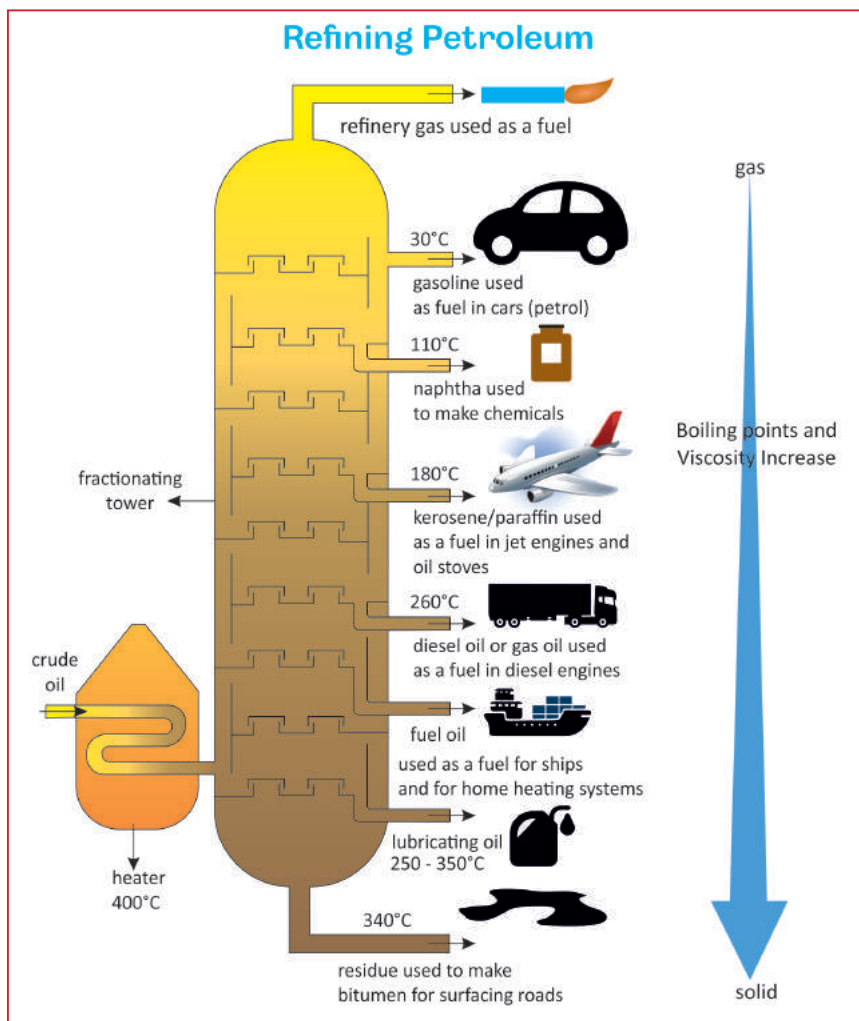 Refining Petroleum
refinery gas used as a fuel
gas
30°C
gasoline used
as fuel in cars (petrol)
110°C
naphtha used
to make chemicals
Boiling points and
Viscosity Increase
180°C
fractionating
tower
kerosene/paraffin used
as a fuel in jet engines and
oil stoves
260°C
diesel oil or gas oil used
as a fuel in diesel engines
crude
oil
fuel oil
used as a fuel for ships
and for home heating systems
lubricating oil
250 - 350°C
heater
400°C
340°C
residue used to make
bitumen for surfacing roads
solid